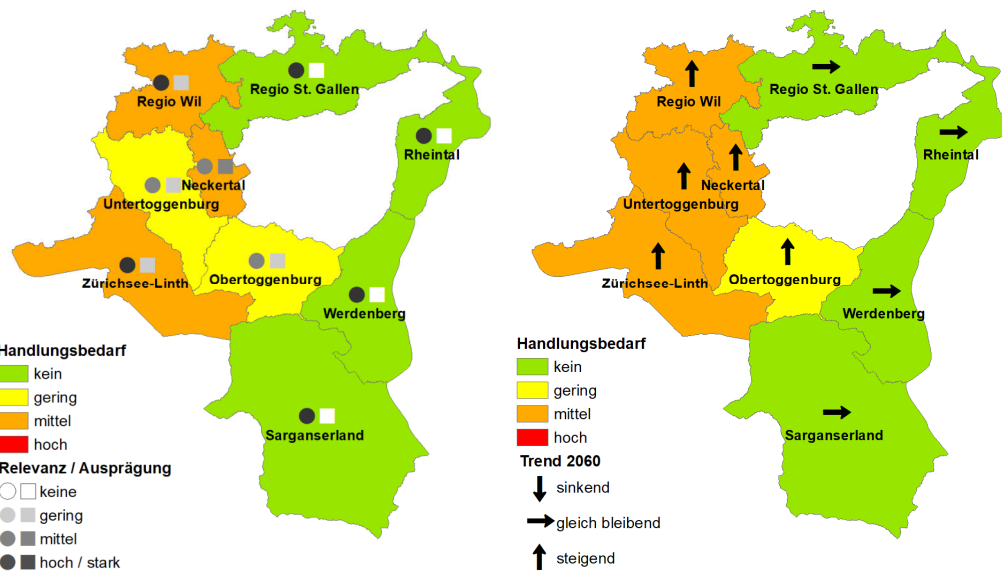 Regio Wil
Regio St. Gallen
Rheintal
Neckertal
Untertoggenburg
Obertoggenburg
Zürichsee-Linth
Werdenberg
Sarganserland
Handlungsbedarf
kein
gering
mittel
hoch
Relevanz / Ausprägung
keine
gering
mittel
hoch / stark
Regio Wil
Regio St. Gallen
Rheintal
Neckertal
Untertoggenburg
Obertoggenburg
Zürichsee-Linth
Werdenberg
Sarganserland
Handlungsbedarf
kein
gering
mittel
hoch
Trend 2060
sinkend
gleich bleibend
steigend